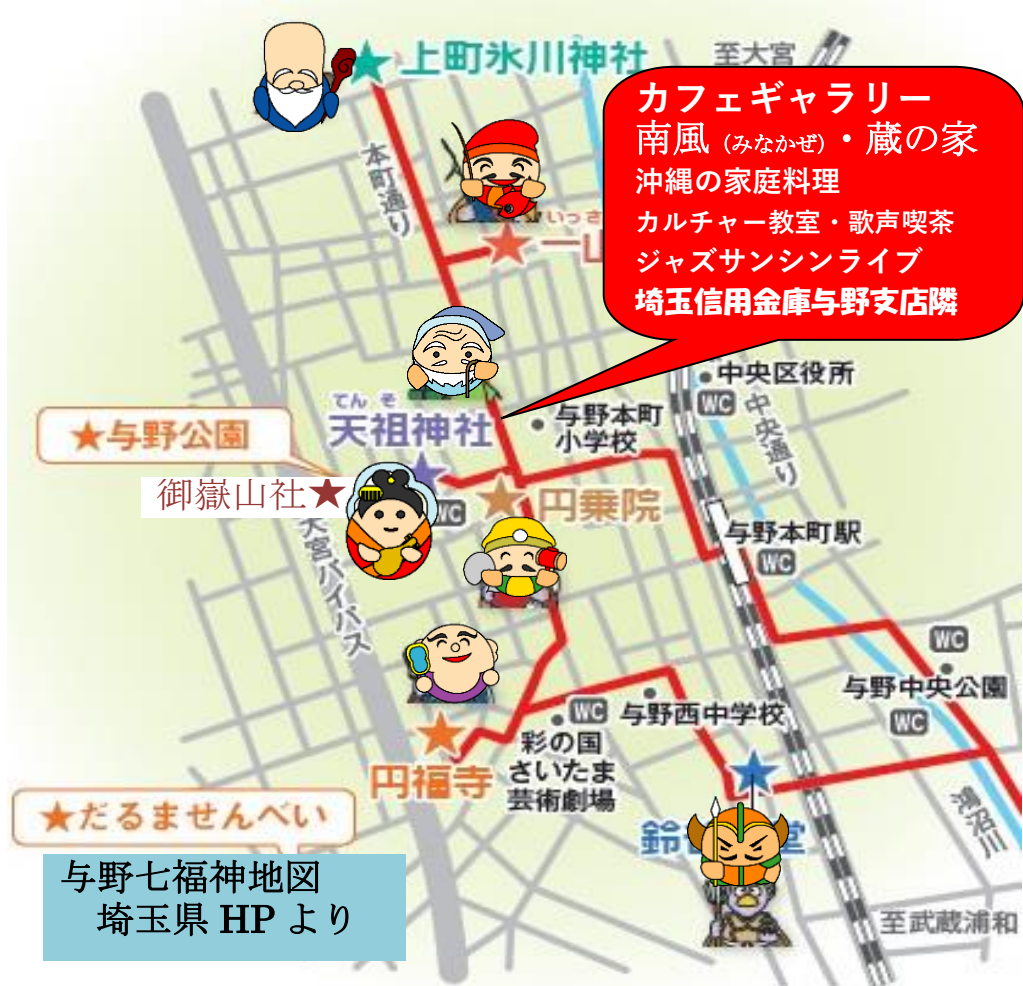 上町氷川神社
至大宮
カフェギャラリー
南風（みなかぜ）・蔵の家
沖縄の家庭料理
カルチャー教室・歌声喫茶
ジャズサンシンライブ
埼玉信用金庫与野支店隣
本町通り
いっさ
一山
中央区役所
WC
中央通り
てんそ
天祖神社
与野本町
小学校
★与野公園
御嶽山社★
WC
円乗院
与野本町駅
WC
大宮バイパス
WC
与野中央公園
WC
与野西中学校
WC
彩の国
さいたま
芸術劇場
円福寺
★だるませんべい
鴻沼川
与野七福神地図
埼玉県 HP より
至武蔵浦和